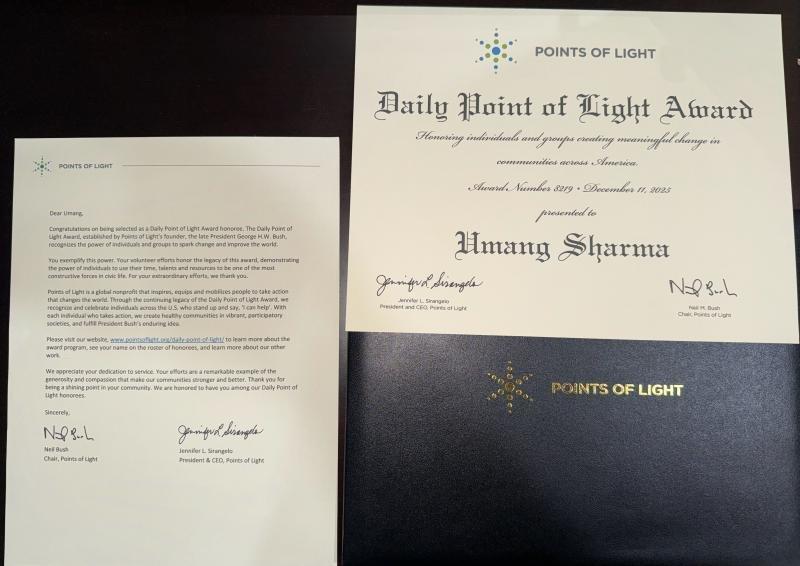 POINTS OF LIGHT
Dear Umang,
Congratulations on being selected as a Daily Point of Light Award honoree. The Daily Point of
Light Award, established by Points of Light's founder, the late President George H.W. Bush,
recognizes the power of individuals and groups to spark change and improve the world.
You exemplify this power. Your volunteer efforts honor the legacy of this award, demonstrating
the power of individuals to use their time, talents and resources to be one of the most
constructive forces in civic life. For your extraordinary efforts, we thank you.
Points of Light is a global nonprofit that inspires, equips and mobilizes people to take action
that changes the world. Through the continuing legacy of the Daily Point of Light Award, we
recognize and celebrate individuals across the U.S. who stand up and say, 'I can help'. With
each individual who takes action, we create healthy communities in vibrant, participatory
societies, and fulfill President Bush's enduring idea.
Please visit our website, www.pointsoflight.org/daily-point-of-light/ to learn more about the
award program, see your name on the roster of honorees, and learn more about our other
work.
We appreciate your dedication to service. Your efforts are a remarkable example of the
generosity and compassion that make our communities stronger and better. Thank you for
being a shining point in your community. We are honored to have you among our Daily Point of
Light honorees.
Sincerely,
Neil Bush
Jennifer L. Sirangelo
Neil Bush
Chair, Points of Light
Jennifer L. Sirangelo
President & CEO, Points of Light
POINTS OF LIGHT
Daily Point of Light Award
Honoring individuals and groups creating meaningful change in
communities across America.
Award Number 8219 • December 11, 2025
presented to
Umang Sharma
Jennifer L. Sirangelo
Neil Bush
Jennifer L. Sirangelo
President and CEO, Points of Light
Neil M. Bush
Chair, Points of Light
POINTS OF LIGHT